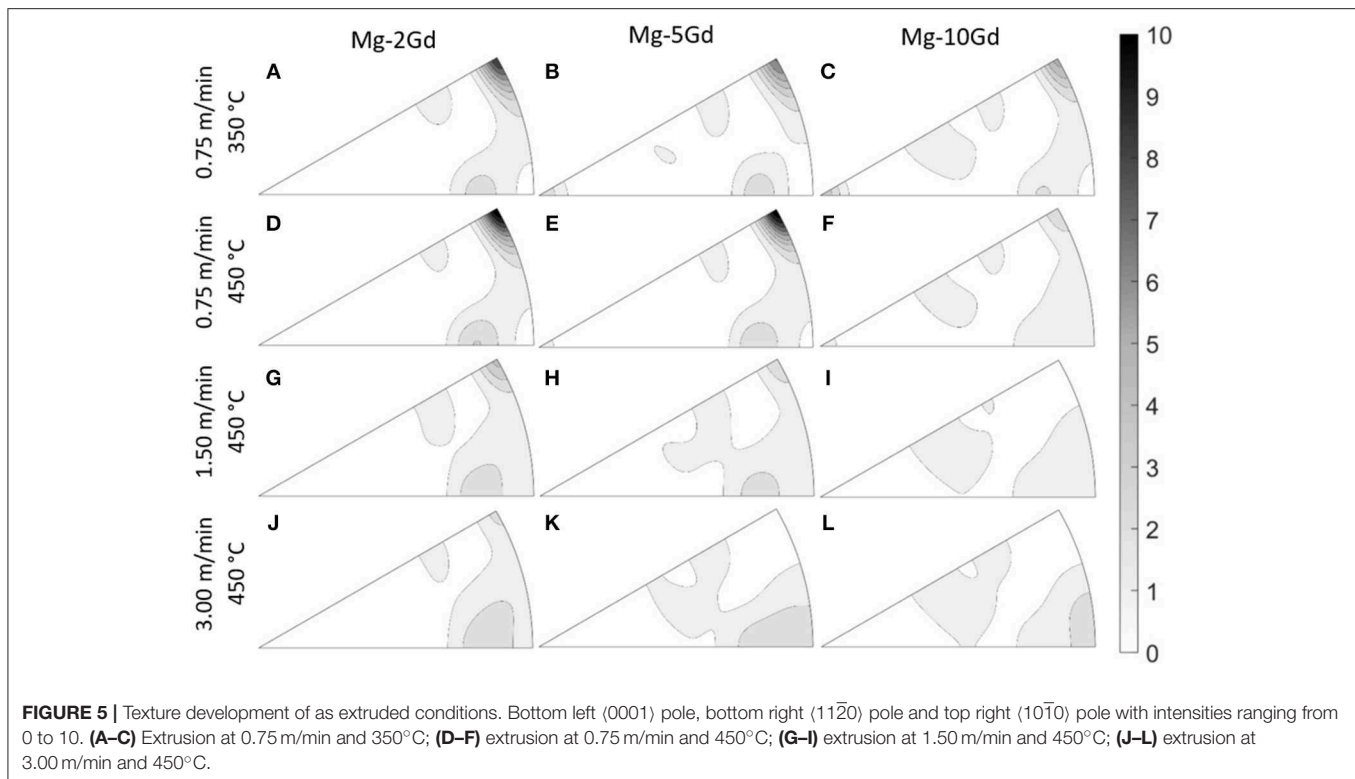 Mg-2Gd
Mg-5Gd
Mg-10Gd
10
9
8
7
6
5
4
3
2
1
0
0.75 m/min
350 °C
A
B
C
0.75 m/min
450 °C
D
E
F
1.50 m/min
450 °C
G
H
I
3.00 m/min
450 °C
J
K
L
FIGURE 5 | Texture development of as extruded conditions. Bottom left ⟨0001⟩ pole, bottom right ⟨112̅0⟩ pole and top right ⟨101̅0⟩ pole with intensities ranging from
0 to 10. (A–C) Extrusion at 0.75 m/min and 350°C; (D–F) extrusion at 0.75 m/min and 450°C; (G–I) extrusion at 1.50 m/min and 450°C; (J–L) extrusion at
3.00 m/min and 450°C.